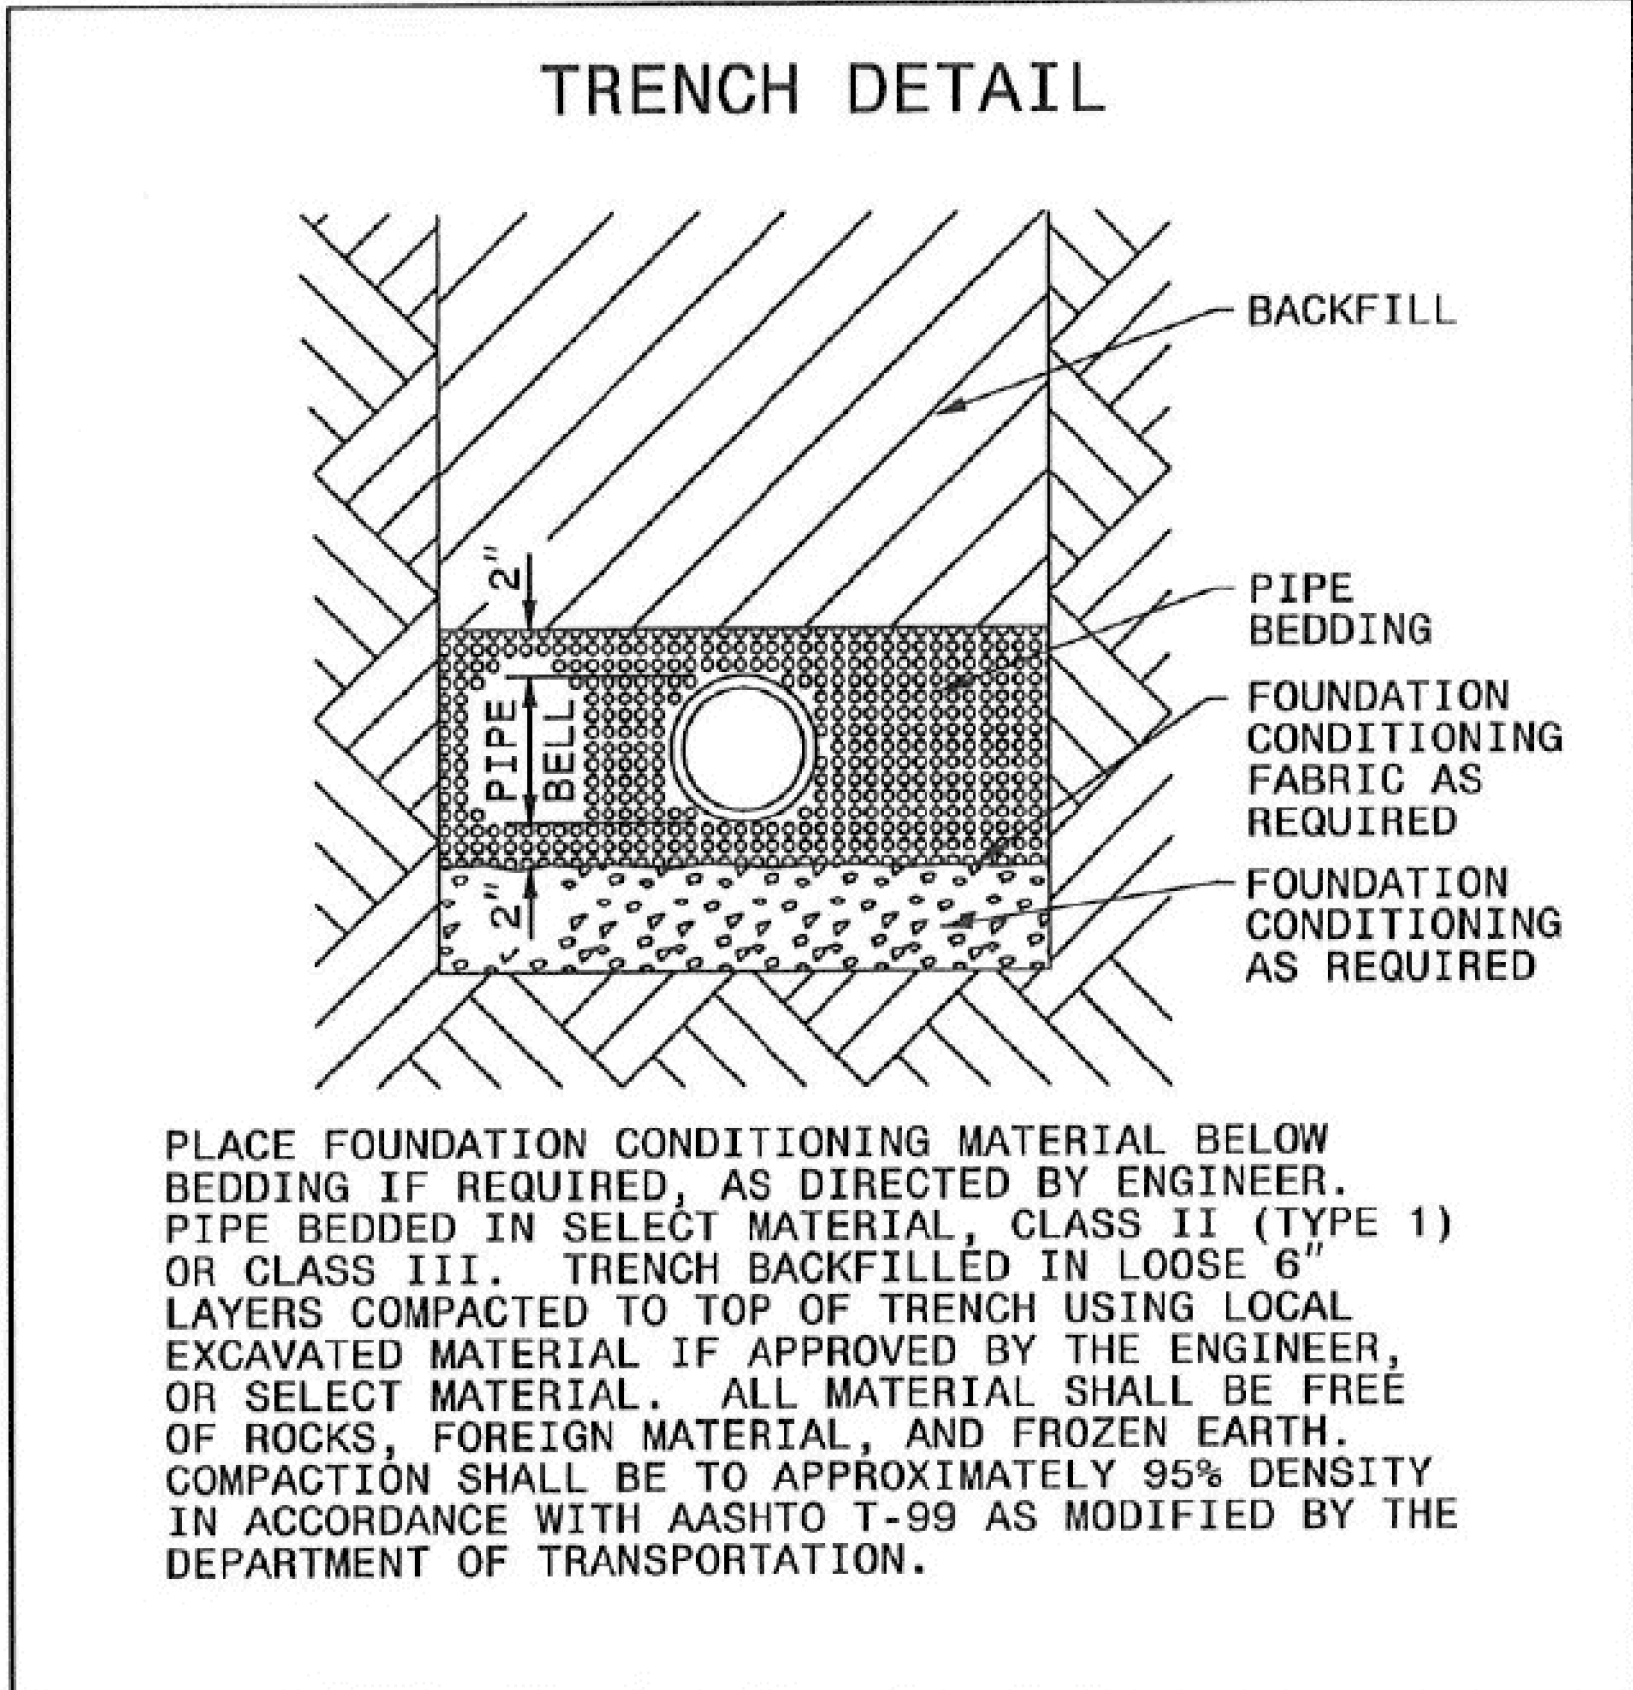 TRENCH DETAIL
BACKFILL
2"
PIPE
BEDDING
PIPE
BELL
FOUNDATION
CONDITIONING
FABRIC AS
REQUIRED
2"
FOUNDATION
CONDITIONING
AS REQUIRED
PLACE FOUNDATION CONDITIONING MATERIAL BELOW
BEDDING IF REQUIRED, AS DIRECTED BY ENGINEER.
PIPE BEDDED IN SELECT MATERIAL, CLASS II (TYPE 1)
OR CLASS III. TRENCH BACKFILLED IN LOOSE 6"
LAYERS COMPACTED TO TOP OF TRENCH USING LOCAL
EXCAVATED MATERIAL IF APPROVED BY THE ENGINEER,
OR SELECT MATERIAL. ALL MATERIAL SHALL BE FREE
OF ROCKS, FOREIGN MATERIAL, AND FROZEN EARTH.
COMPACTION SHALL BE TO APPROXIMATELY 95% DENSITY
IN ACCORDANCE WITH AASHTO T-99 AS MODIFIED BY THE
DEPARTMENT OF TRANSPORTATION.